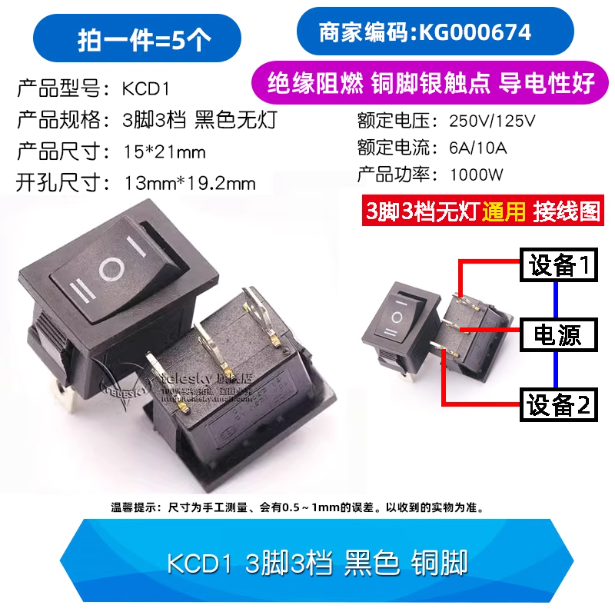 拍一件=5个
商家编码:KG000674
绝缘阻燃 铜脚银触点 导电性好
产品型号： KCD1
产品规格： 3脚3档 黑色无灯
产品尺寸： 15*21mm
开孔尺寸： 13mm*19.2mm
额定电压： 250V/125V
额定电流： 6A/10A
产品功率： 1000W
3脚3档无灯通用 接线图
设备1
电源
设备2
telesky 旗舰店
TELESKY
温馨提示：尺寸为手工测量、会有0.5~1mm的误差。以收到的实物为准。
KCD1 3脚3档 黑色 铜脚